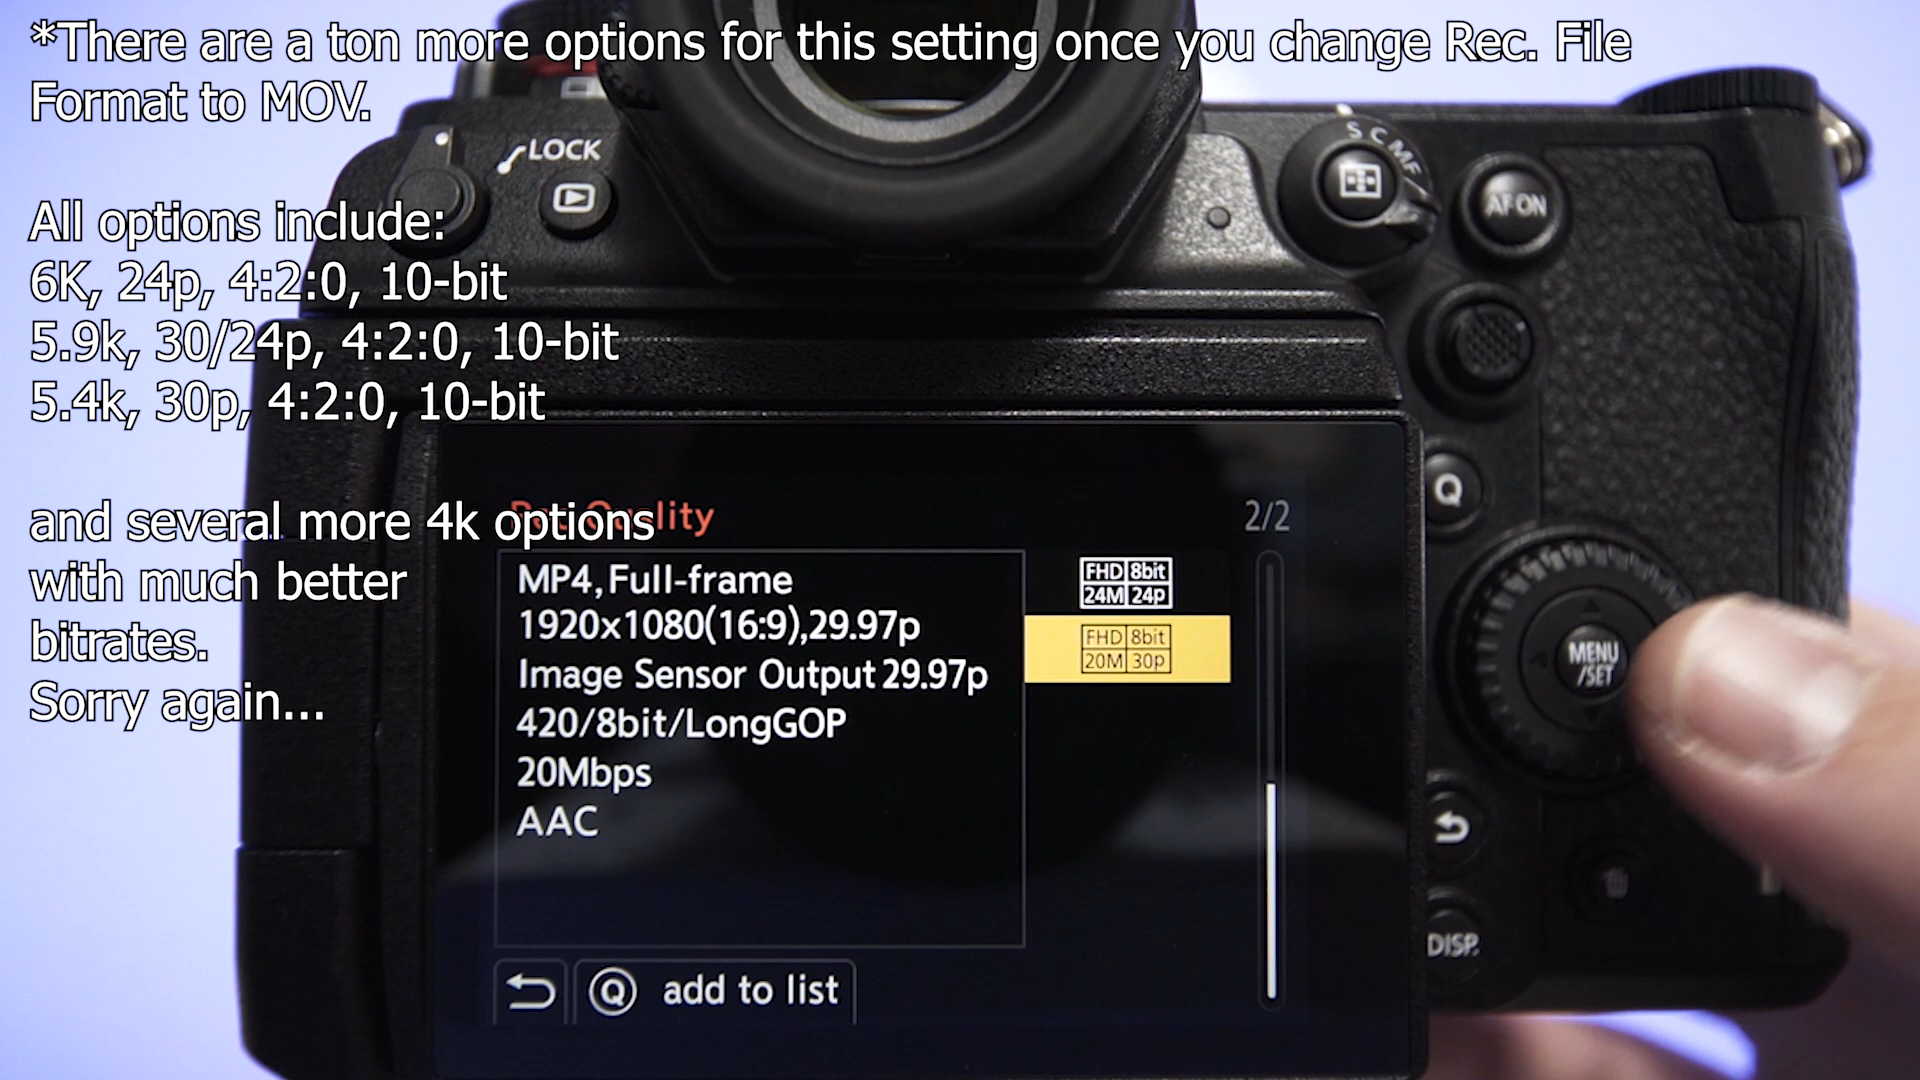 *There are a ton more options for this setting once you change Rec. File
Format to MOV.
All options include:
6K, 24p, 4:2:0, 10-bit
5.9k, 30/24p, 4:2:0, 10-bit
5.4k, 30p, 4:2:0, 10-bit
and several more 4k options
with much better
bitrates.
Sorry again...
LOCK
S C MF
AF ON
Q
MENU
/SET
DISP.
Rec Quality
2/2
MP4,Full-frame
1920x1080(16:9),29.97p
Image Sensor Output 29.97p
420/8bit/LongGOP
20Mbps
AAC
FHD 8bit
24M 24p
FHD 8bit
20M 30p
Q add to list